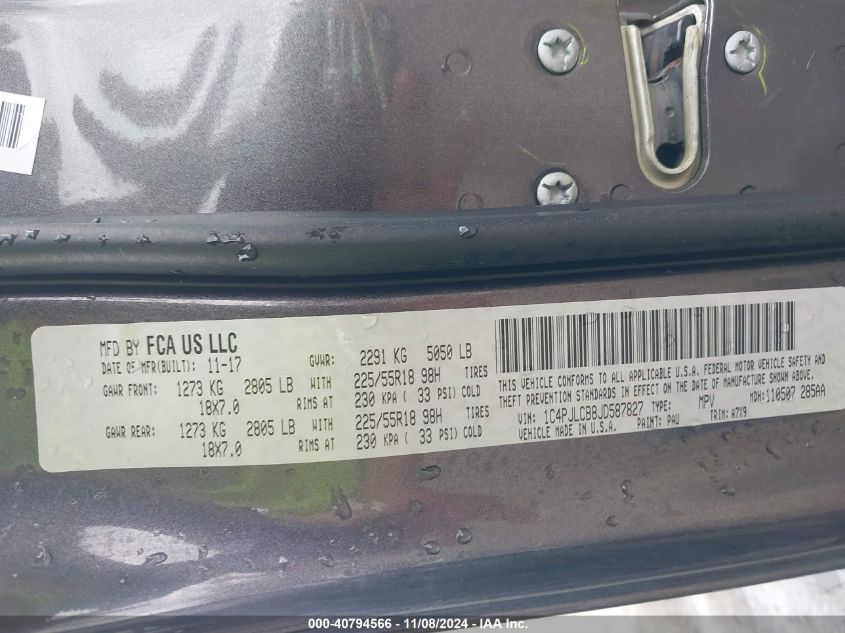 MFD BY FCA US LLC
DATE OF MFR(BUILT): 11-17 GVWR: 2291 KG 5050 LB
GAWR FRONT: 1273 KG 2805 LB WITH 225/55R18 98H TIRES
18X7.0 RIMS AT 230 KPA ( 33 PSI) COLD
GAWR REAR: 1273 KG 2805 LB WITH 225/55R18 98H TIRES
18X7.0 RIMS AT 230 KPA ( 33 PSI) COLD
THIS VEHICLE CONFORMS TO ALL APPLICABLE U.S.A. FEDERAL MOTOR VEHICLE SAFETY AND
THEFT PREVENTION STANDARDS IN EFFECT ON THE DATE OF MANUFACTURE SHOWN ABOVE.
VIN: 1C4PJLCB8JD587827 TYPE: MPV MDH: 110507 285AA
VEHICLE MADE IN U.S.A. PAINT: PAU TRIM: A7X9
000-40794566 - 11/08/2024 - IAA Inc.